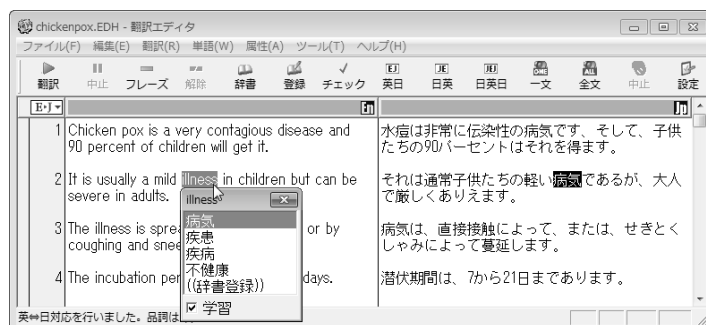 chickenpox.EDH - 翻訳エディタ
ファイル(F) 編集(E) 翻訳(R) 単語(W) 属性(A) ツール(T) ヘルプ(H)
翻訳 中止 フレーズ 解除 辞書 登録 チェック 英日 日英 日英日 一文 全文 中止 設定
E•J
1 Chicken pox is a very contagious disease and
90 percent of children will get it.
水痘は非常に伝染性の病気です、そして、子供
たちの90パーセントはそれを得ます。
2 It is usually a mild illness in children but can be
severe in adults.
それは通常子供たちの軽い病気であるが、大人
で厳しくありえます。
3 The illness is sprea or by
coughing and snee
病気は、直接接触によって、または、せきとく
しゃみによって蔓延します。
4 The incubation per days.
潜伏期間は、7から21日まであります。
illness
病気
疾患
疾病
不健康
((辞書登録))
学習
英⇔日対応を行いました。品詞は